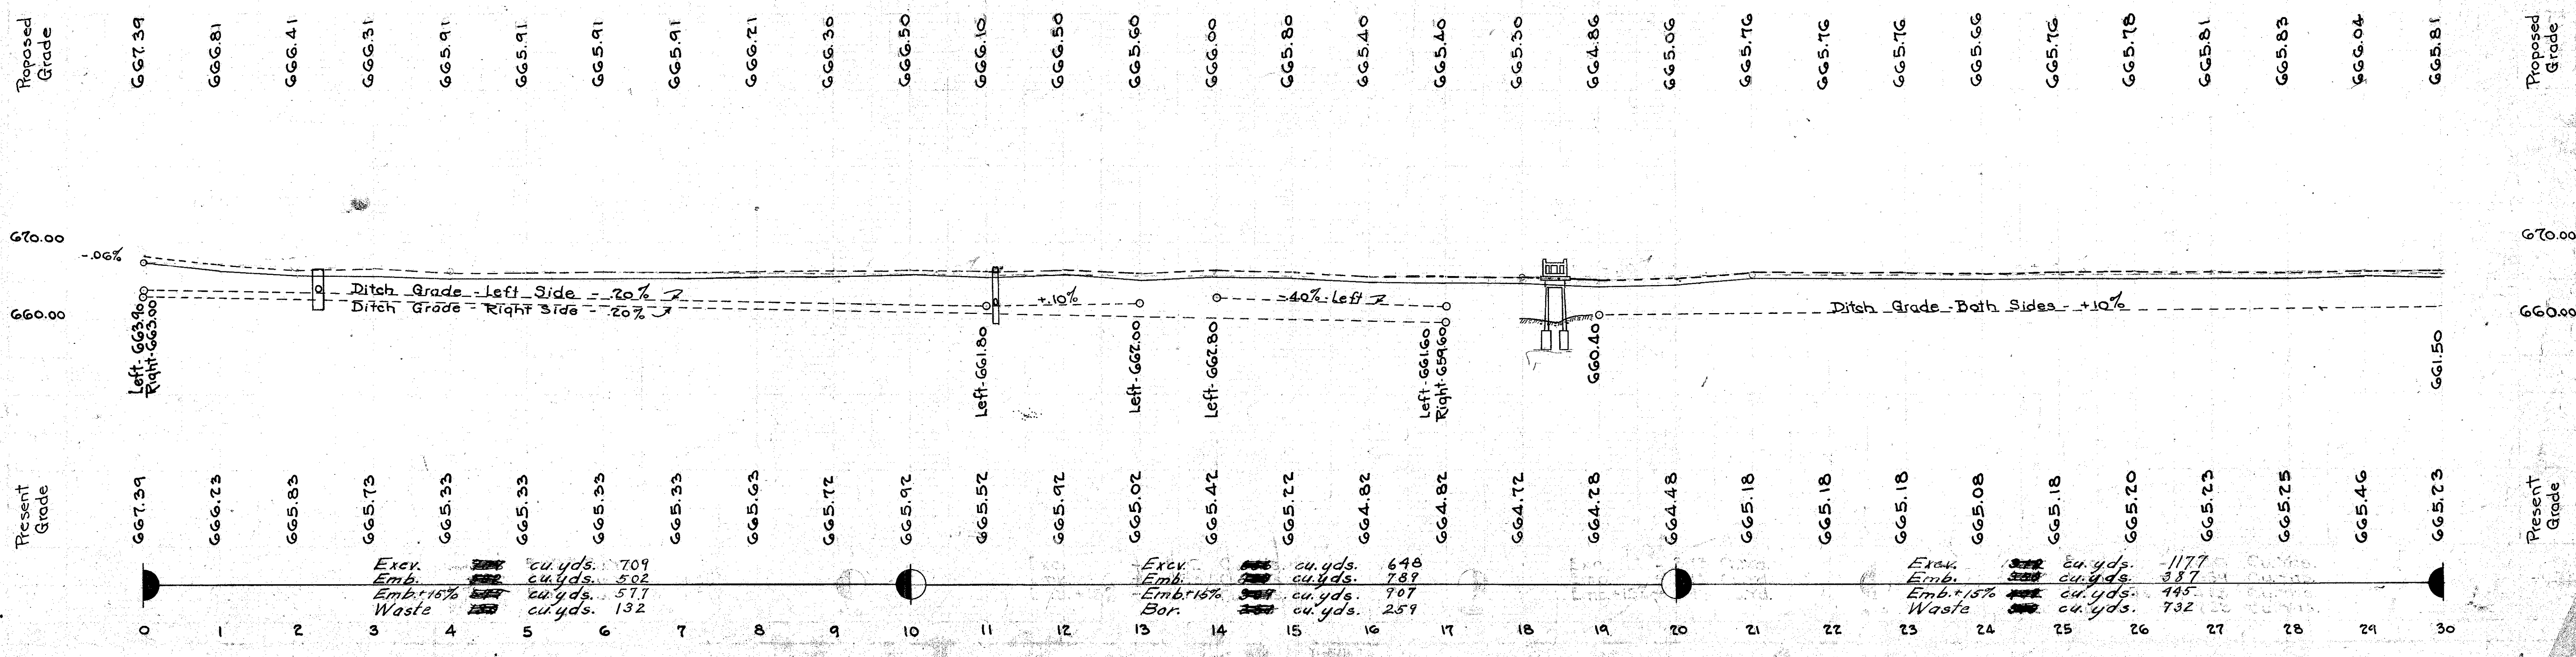 Proposed Grade 667.39 666.81 666.41 666.31 665.91 665.91 665.91 665.91 666.21 666.30 666.50 666.10 666.50 665.60 666.00 665.80 665.40 665.40 665.30 664.86 665.06 665.76 665.76 665.76 665.66 665.76 665.78 665.81 665.83 666.04 665.81 Proposed Grade
670.00 670.00
-.06%
Ditch Grade - Left Side - .20%
Ditch Grade - Right Side - .20%
+.10%
-.40% - Left
Ditch Grade - Both Sides - +.10%
660.00 660.00
Left - 663.90
Right - 663.00
Left - 661.80
Left - 662.00
Left - 662.80
Left - 661.60
Right - 659.60
660.40
661.50
Present Grade 667.39 666.23 665.83 665.73 665.33 665.33 665.33 665.33 665.63 665.72 665.92 665.52 665.92 665.02 665.42 665.22 664.82 664.82 664.72 664.28 664.48 665.18 665.18 665.18 665.08 665.18 665.20 665.23 665.25 665.46 665.23 Present Grade
Excv. cu. yds. 709
Emb. cu. yds. 502
Emb.+15% cu. yds. 577
Waste cu. yds. 132
Excv. cu. yds. 648
Emb. cu. yds. 789
Emb+15% cu. yds. 907
Bor. cu. yds. 259
Excv. cu. yds. 1177
Emb. cu. yds. 387
Emb.+15% cu. yds. 445
Waste cu. yds. 732
0 1 2 3 4 5 6 7 8 9 10 11 12 13 14 15 16 17 18 19 20 21 22 23 24 25 26 27 28 29 30